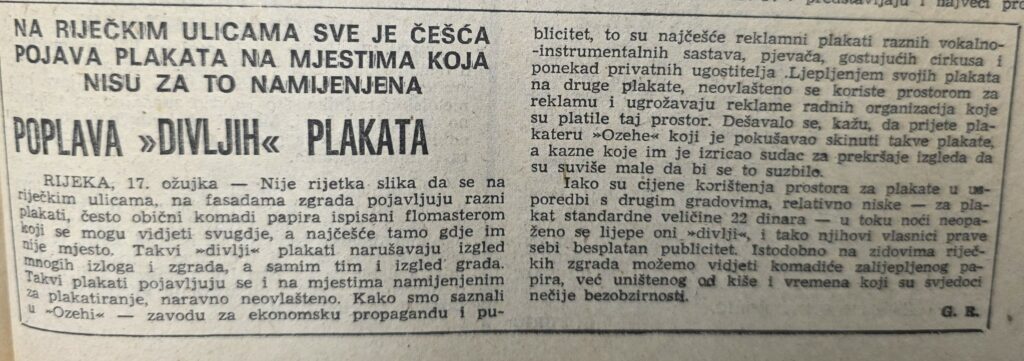 NA RIJEČKIM ULICAMA SVE JE ČEŠĆA
POJAVA PLAKATA NA MJESTIMA KOJA
NISU ZA TO NAMIJENJENA
POPLAVA »DIVLJIH« PLAKATA
RIJEKA, 17. ožujka — Nije rijetka slika da se na
riječkim ulicama, na fasadama zgrada pojavljuju razni
plakati, često obični komadi papira ispisani flomasterom
koji se mogu vidjeti svugdje, a najčešće tamo gdje im
nije mjesto. Takvi »divlji« plakati narušavaju izgled
mnogih izloga i zgrada, a samim tim i izgled grada.
Takvi plakati pojavljuju se i na mjestima namijenjenim
za plakatiranje, naravno neovlašteno. Kako smo saznali
u »Ozehi« — zavodu za ekonomsku propagandu i pu-
blicitet, to su najčešće reklamni plakati raznih vokalno-
-instrumentalnih sastava, pjevača, gostujućih cirkusa i
ponekad privatnih ugostitelja .Ljepljenjem svojih plakata
na druge plakate, neovlašteno se koriste prostorom za
reklamu i ugrožavaju reklame radnih organizacija koje
su platile taj prostor. Dešavalo se, kažu, da prijete pla-
kateru »Ozehe« koji je pokušavao skinuti takve plakate,
a kazne koje im je izricao sudac za prekršaje izgleda da
su suviše male da bi se to suzbilo.
Iako su cijene korištenja prostora za plakate u us-
poredbi s drugim gradovima, relativno niske — za pla-
kat standardne veličine 22 dinara — u toku noći neopa-
ženo se lijepe oni »divlji«, i tako njihovi vlasnici prave
sebi besplatan publicitet. Istodobno na zidovima riječ-
kih zgrada možemo vidjeti komadiće zalijepljenog pa-
pira, već uništenog od kiše i vremena koji su svjedoci
nečije bezobzirnosti.
G. R.